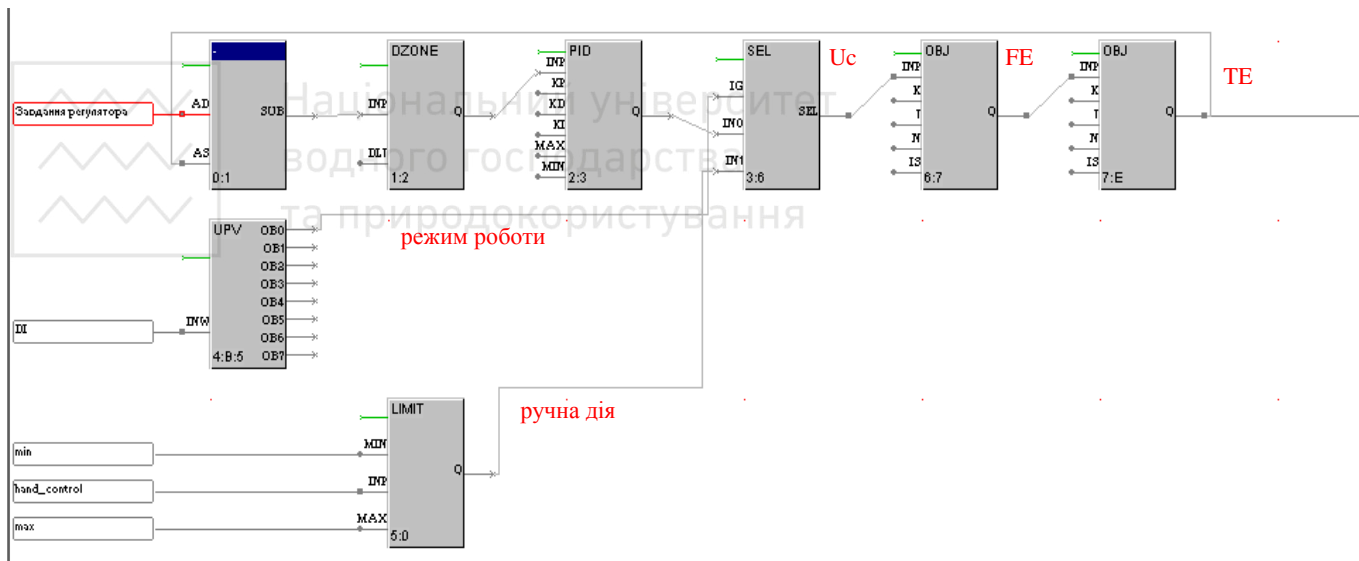 -
DZONE
PID
SEL
Uc
OBJ
FE
OBJ
TE
Завдання регулятора
AD
AS
SUB
0:1
INP
DLT
Q
1:2
INP
KP
KD
KI
MAX
MIN
Q
2:3
IG
IN0
IN1
SEL
3:6
INP
K
T
N
IS
Q
6:7
INP
K
T
N
IS
Q
7:E
Національний університет
водного господарства
та природокористування
UPV
OB0
OB1
OB2
OB3
OB4
OB5
OB6
OB7
режим роботи
DI
INW
4:B:5
LIMIT
ручна дія
min
MIN
hand_control
INP
max
MAX
Q
5:0